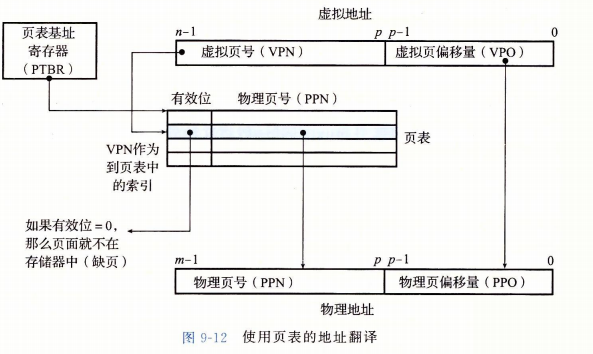 虚拟地址
n-1 p p-1 0
页表基址
寄存器
（PTBR）
虚拟页号（VPN） 虚拟页偏移量（VPO）
有效位 物理页号（PPN）
页表
VPN作为
到页表中
的索引
如果有效位=0，
那么页面就不在
存储器中（缺页）
m-1 p p-1 0
物理页号（PPN） 物理页偏移量（PPO）
物理地址
图 9-12 使用页表的地址翻译